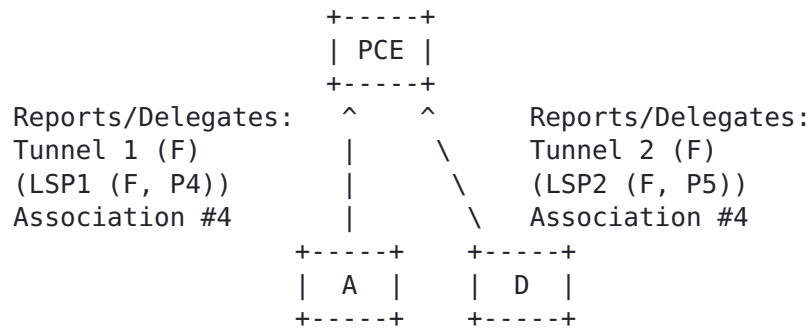 +-----+
                    | PCE |
                    +-----+
Reports/Delegates:   ^    ^      Reports/Delegates:
Tunnel 1 (F)         |     \     Tunnel 2 (F)
(LSP1 (F, P4))       |      \    (LSP2 (F, P5))
Association #4       |       \   Association #4
                  +-----+    +-----+
                  |  A  |    |  D  |
                  +-----+    +-----+